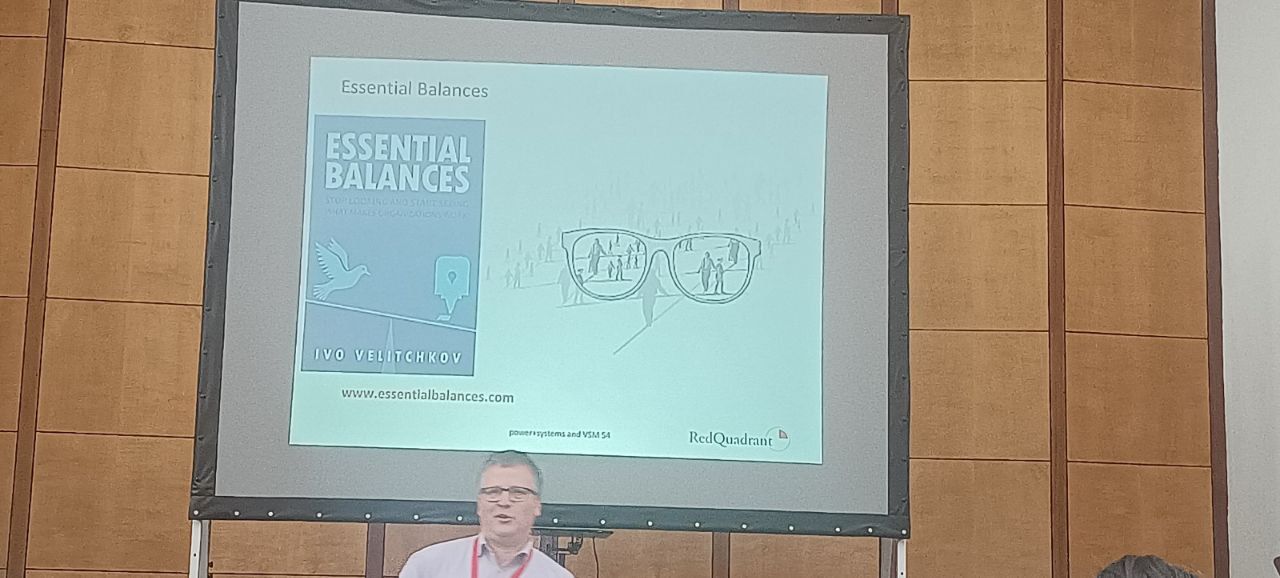 Essential Balances
ESSENTIAL
BALANCES
STOP LOOKING AND START SEEING
WHAT MAKES ORGANIZATIONS WORK
IVO VELITCHKOV
www.essentialbalances.com
power+systems and VSM 54
RedQuadrant